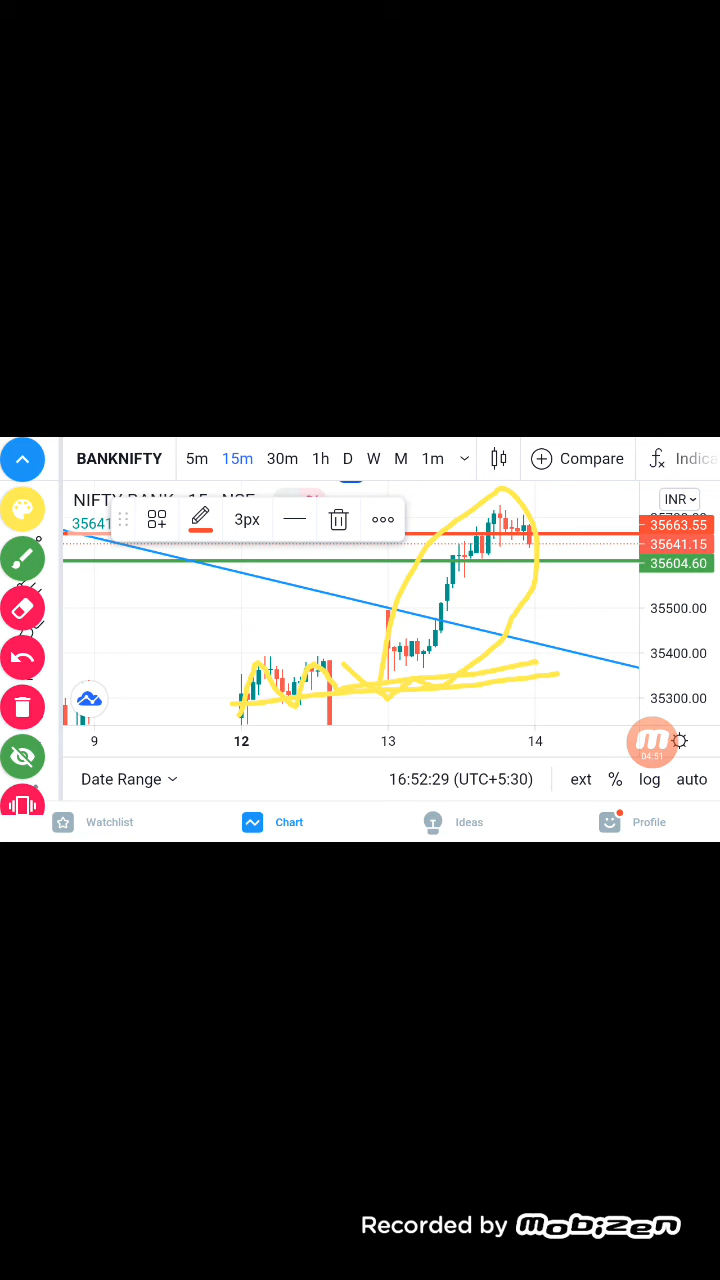 BANKNIFTY 5m 15m 30m 1h D W M 1m Compare Indica
INR
3px
35641
35663.55
35641.15
35604.60
35500.00
35400.00
35300.00
9 12 13 14
04:51
Date Range 16:52:29 (UTC+5:30) ext % log auto
Watchlist Chart Ideas Profile
Recorded by Mobizen